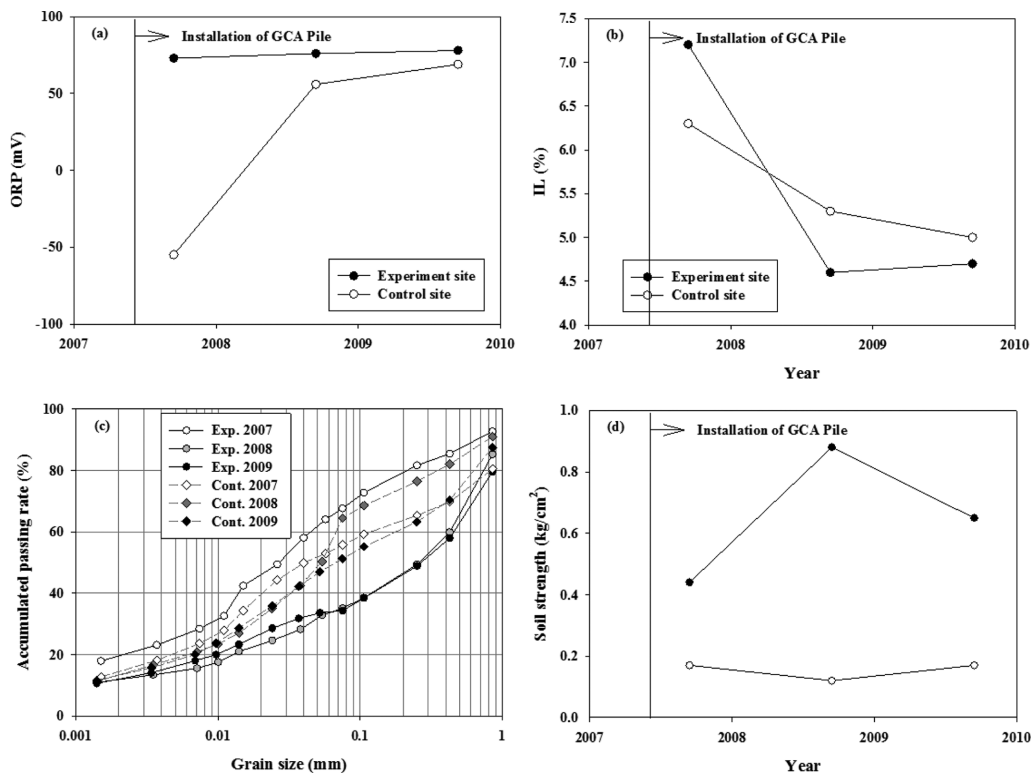 (a)
Installation of GCA Pile
100
50
0
-50
-100
ORP (mV)
Experiment site
Control site
2007
2008
2009
2010
(b)
Installation of GCA Pile
7.5
7.0
6.5
6.0
5.5
5.0
4.5
4.0
IL (%)
Experiment site
Control site
2007
2008
2009
2010
Year
(c)
100
80
60
40
20
0
Accumulated passing rate (%)
Exp. 2007
Exp. 2008
Exp. 2009
Cont. 2007
Cont. 2008
Cont. 2009
0.001
0.01
0.1
1
Grain size (mm)
(d)
Installation of GCA Pile
1.0
0.8
0.6
0.4
0.2
0.0
Soil strength (kg/cm²)
2007
2008
2009
2010
Year